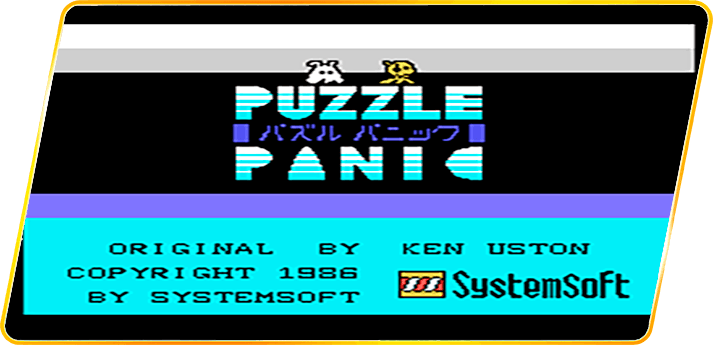 PUZZLE
パズル パニック
PANIC
ORIGINAL BY KEN USTON
COPYRIGHT 1986
BY SYSTEMSOFT
SystemSoft